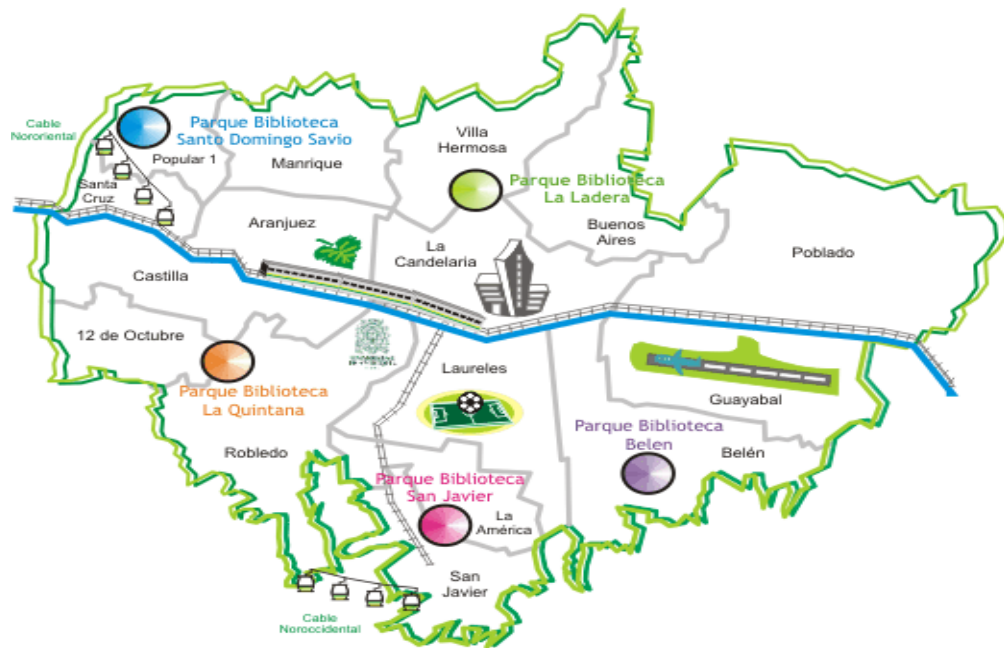 Cable
Nororiental
Parque Biblioteca
Santo Domingo Savio
Popular 1
Manrique
Santa
Cruz
Villa
Hermosa
Parque Biblioteca
La Ladera
Buenos
Aires
Aranjuez
La
Candelaria
Poblado
Castilla
12 de Octubre
Parque Biblioteca
La Quintana
Laureles
Guayabal
Parque Biblioteca
Belen
Belén
Robledo
Parque Biblioteca
San Javier
La
América
San
Javier
Cable
Noroccidental